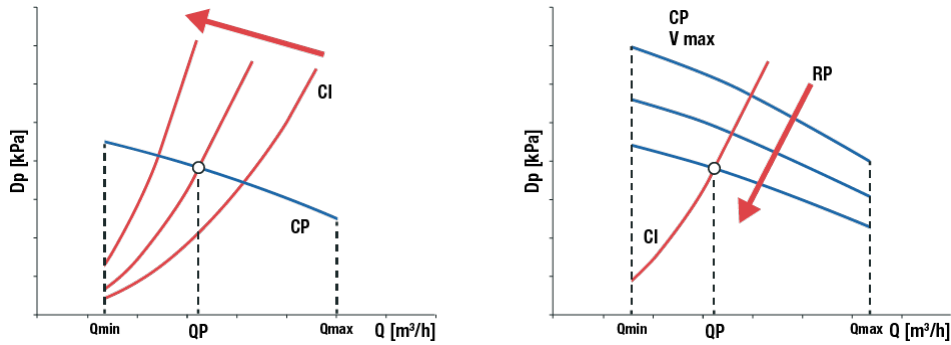 Dp [kPa]
CI
CP
Qmin
QP
Qmax
Q [m³/h]
Dp [kPa]
CP
V max
RP
CI
Qmin
QP
Qmax
Q [m³/h]